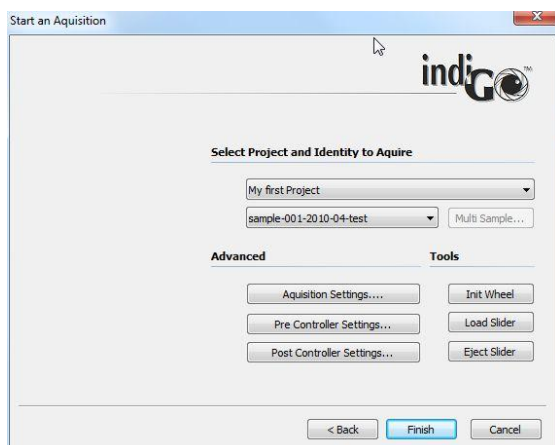 Start an Aquisition
indiGo™
Select Project and Identity to Aquire
My first Project
sample-001-2010-04-test
Multi Sample...
Advanced
Tools
Aquisition Settings....
Init Wheel
Pre Controller Settings...
Load Slider
Post Controller Settings...
Eject Slider
< Back
Finish
Cancel